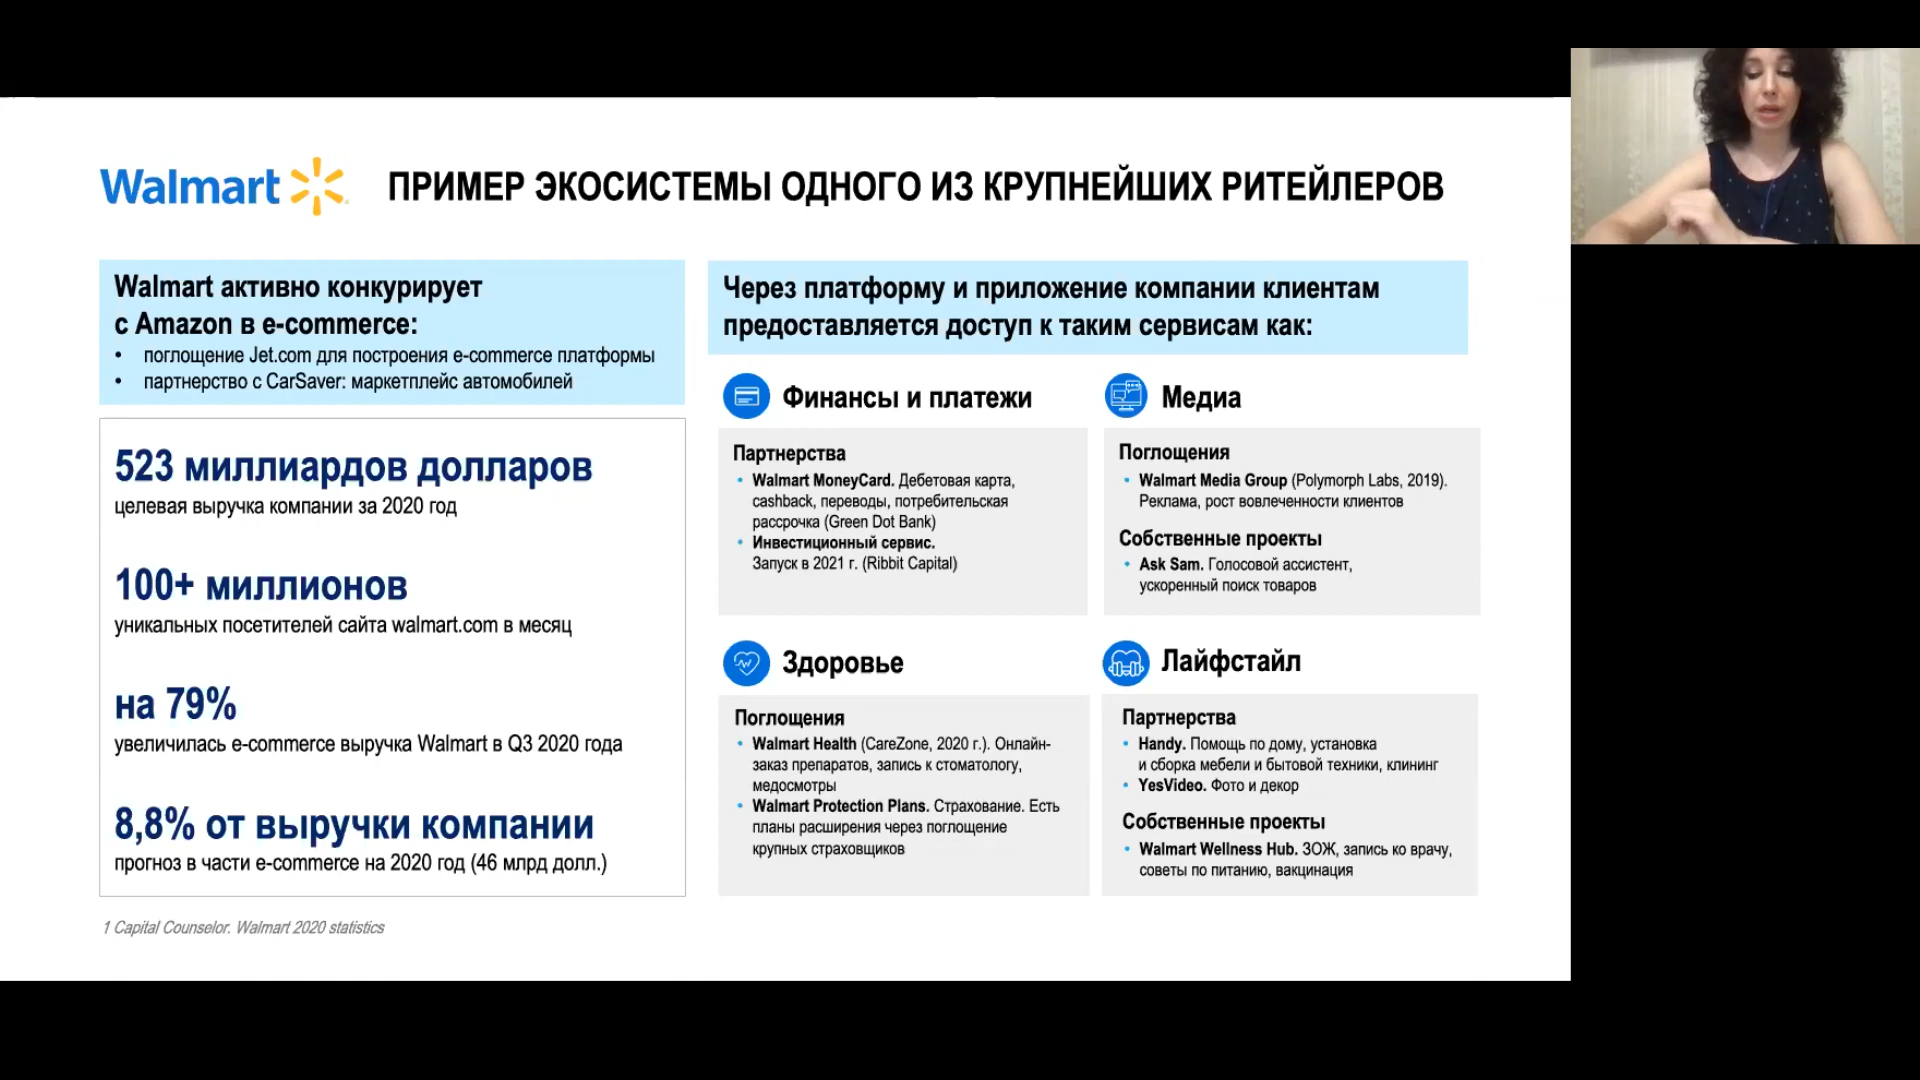 Walmart
ПРИМЕР ЭКОСИСТЕМЫ ОДНОГО ИЗ КРУПНЕЙШИХ РИТЕЙЛЕРОВ
Walmart активно конкурирует
с Amazon в e-commerce:
• поглощение Jet.com для построения e-commerce платформы
• партнерство с CarSaver: маркетплейс автомобилей
523 миллиардов долларов
целевая выручка компании за 2020 год
100+ миллионов
уникальных посетителей сайта walmart.com в месяц
на 79%
увеличилась e-commerce выручка Walmart в Q3 2020 года
8,8% от выручки компании
прогноз в части e-commerce на 2020 год (46 млрд долл.)
1 Capital Counselor. Walmart 2020 statistics
Через платформу и приложение компании клиентам
предоставляется доступ к таким сервисам как:
Финансы и платежи
Партнерства
• Walmart MoneyCard. Дебетовая карта,
cashback, переводы, потребительская
рассрочка (Green Dot Bank)
• Инвестиционный сервис.
Запуск в 2021 г. (Ribbit Capital)
Медиа
Поглощения
• Walmart Media Group (Polymorph Labs, 2019).
Реклама, рост вовлеченности клиентов
Собственные проекты
• Ask Sam. Голосовой ассистент,
ускоренный поиск товаров
Здоровье
Поглощения
• Walmart Health (CareZone, 2020 г.). Онлайн-
заказ препаратов, запись к стоматологу,
медосмотры
• Walmart Protection Plans. Страхование. Есть
планы расширения через поглощение
крупных страховщиков
Лайфстайл
Партнерства
• Handy. Помощь по дому, установка
и сборка мебели и бытовой техники, клининг
• YesVideo. Фото и декор
Собственные проекты
• Walmart Wellness Hub. ЗОЖ, запись ко врачу,
советы по питанию, вакцинация